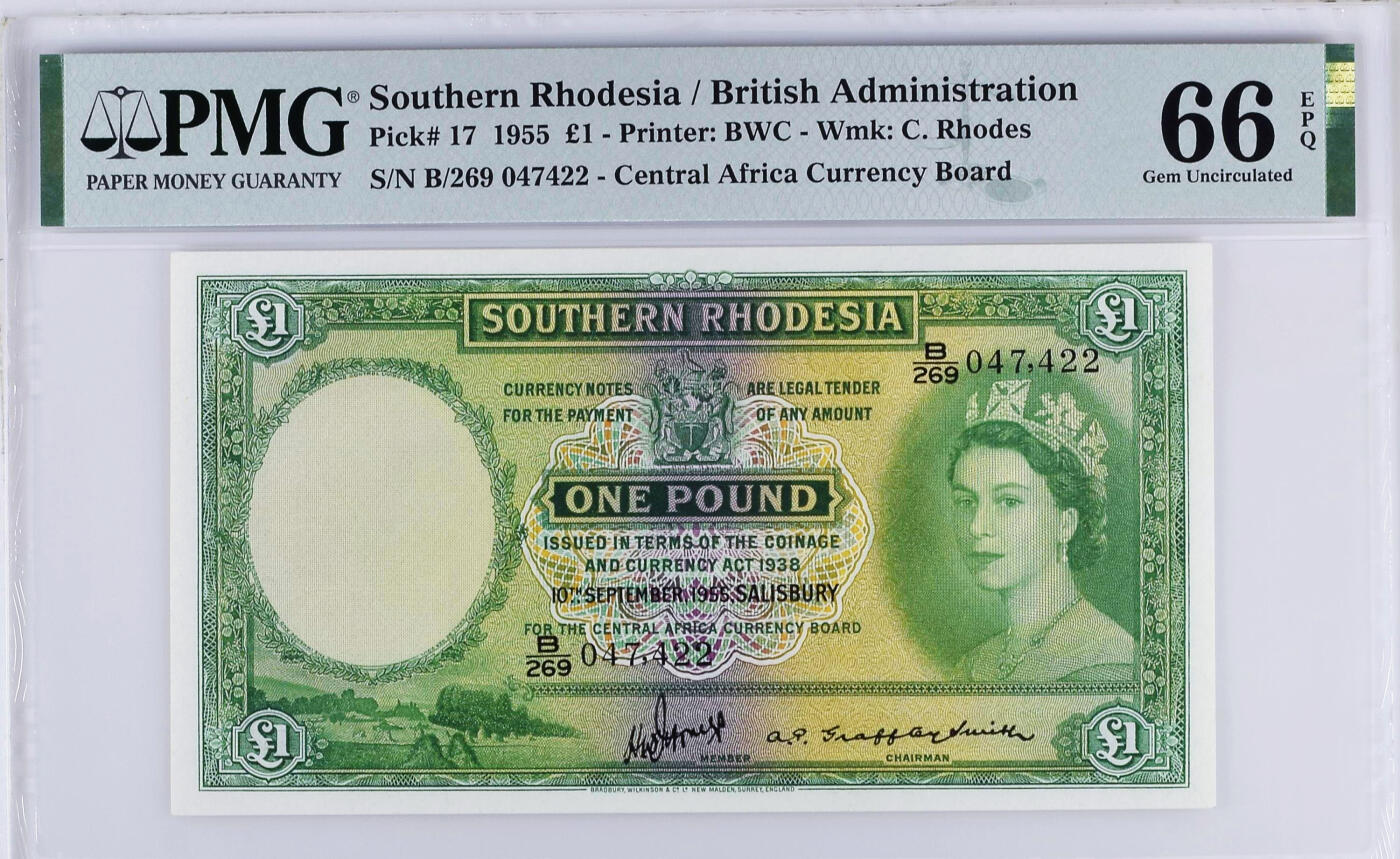 PMG® Southern Rhodesia / British Administration
Pick# 17 1955 £1 - Printer: BWC - Wmk: C. Rhodes
PAPER MONEY GUARANTY
S/N B/269 047422 - Central Africa Currency Board
66 EPQ
Gem Uncirculated
£1 SOUTHERN RHODESIA £1
B/269 047,422
CURRENCY NOTES ARE LEGAL TENDER
FOR THE PAYMENT OF ANY AMOUNT
ONE POUND
ISSUED IN TERMS OF THE COINAGE
AND CURRENCY ACT 1938
10TH SEPTEMBER 1955, SALISBURY
FOR THE CENTRAL AFRICA CURRENCY BOARD
B/269 047,422
£1 A.P. Graffley Smith £1
MEMBER CHAIRMAN
BRADBURY, WILKINSON & Co. Ld. NEW MALDEN, SURREY, ENGLAND